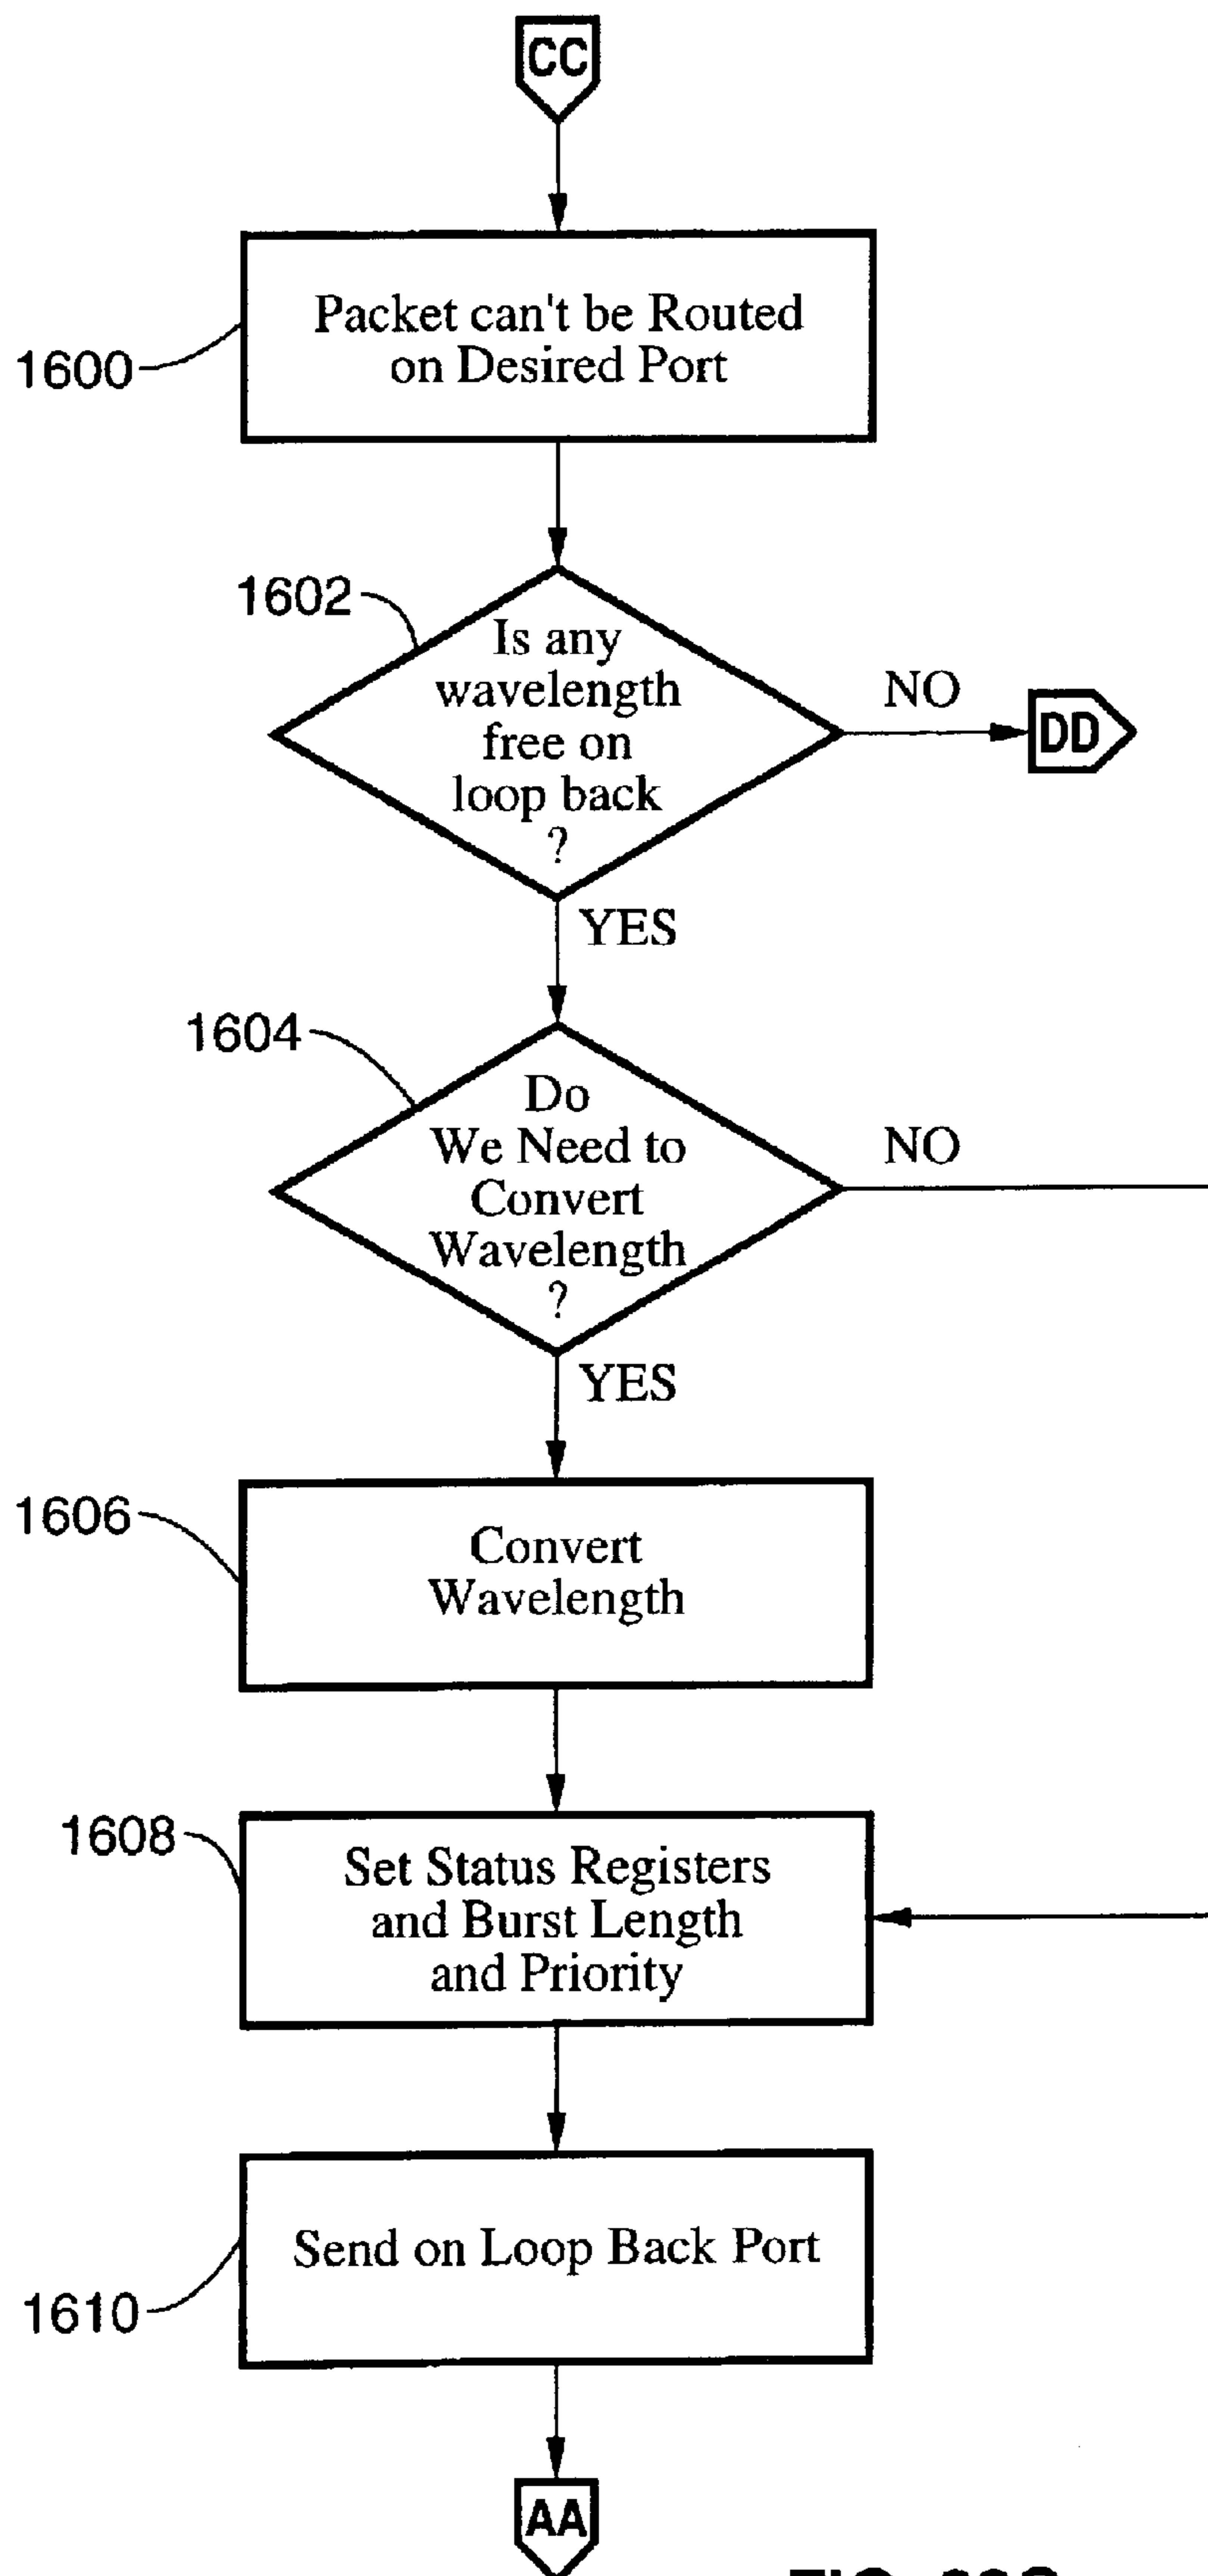 CC
1600
Packet can't be Routed
on Desired Port
1602
Is any
wavelength
free on
loop back
?
NO
DD
YES
1604
Do
We Need to
Convert
Wavelength
?
NO
YES
1606
Convert
Wavelength
1608
Set Status Registers
and Burst Length
and Priority
1610
Send on Loop Back Port
AA